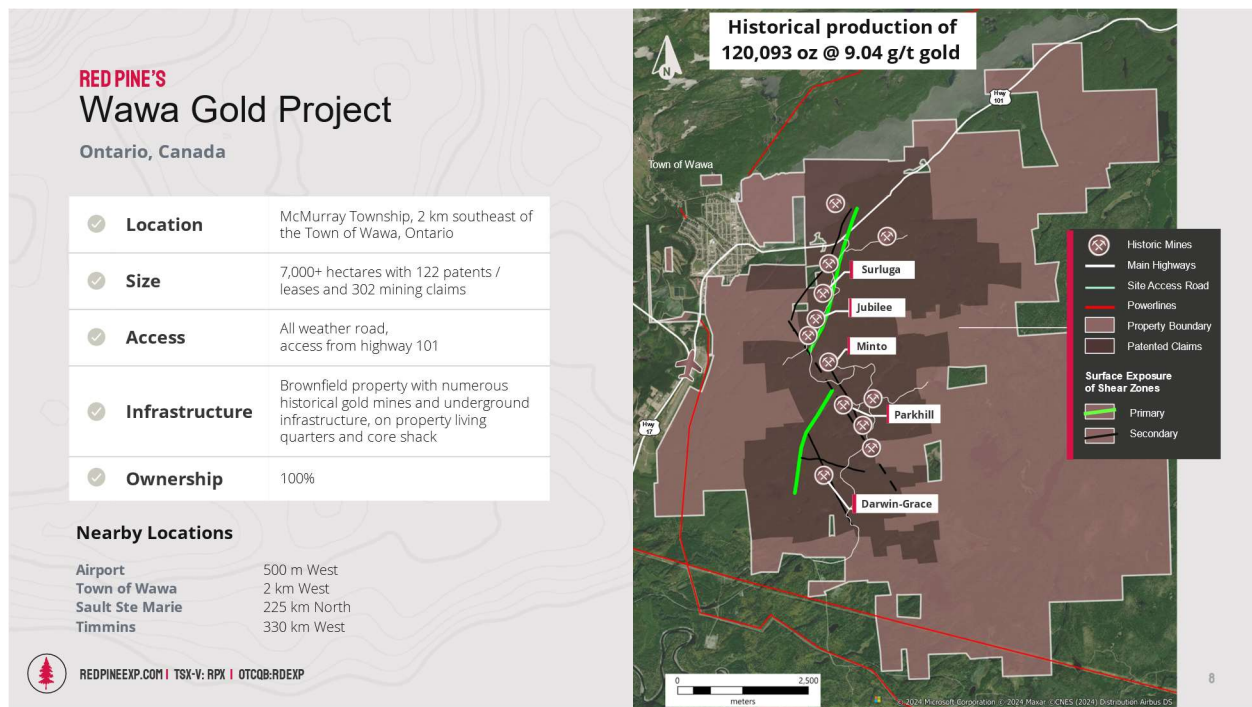 RED PINE'S
Wawa Gold Project
Ontario, Canada
Location
McMurray Township, 2 km southeast of
the Town of Wawa, Ontario
Size
7,000+ hectares with 122 patents /
leases and 302 mining claims
Access
All weather road,
access from highway 101
Infrastructure
Brownfield property with numerous
historical gold mines and underground
infrastructure, on property living
quarters and core shack
Ownership
100%
Nearby Locations
Airport 500 m West
Town of Wawa 2 km West
Sault Ste Marie 225 km North
Timmins 330 km West
REDPINEEXP.COM | TSX-V: RPX | OTCQB:RDEXP
Historical production of
120,093 oz @ 9.04 g/t gold
N
Hwy
101
Town of Wawa
Surluga
Jubilee
Minto
Parkhill
Darwin-Grace
Hwy
17
Historic Mines
Main Highways
Site Access Road
Powerlines
Property Boundary
Patented Claims
Surface Exposure
of Shear Zones
Primary
Secondary
0 2,500
meters
© 2024 Microsoft Corporation © 2024 Maxar ©CNES (2024) Distribution Airbus DS
8